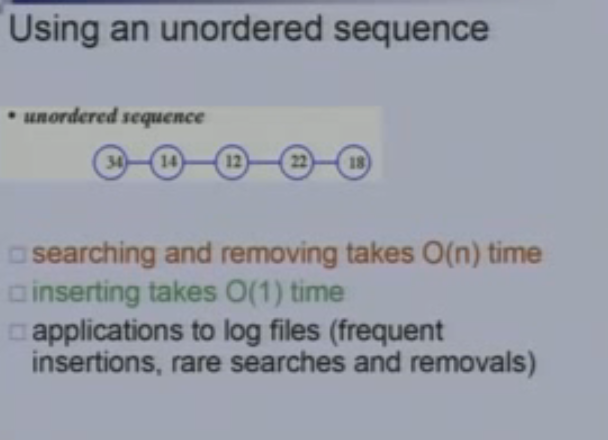 Using an unordered sequence
• unordered sequence
34 14 12 22 18
searching and removing takes O(n) time
inserting takes O(1) time
applications to log files (frequent
insertions, rare searches and removals)